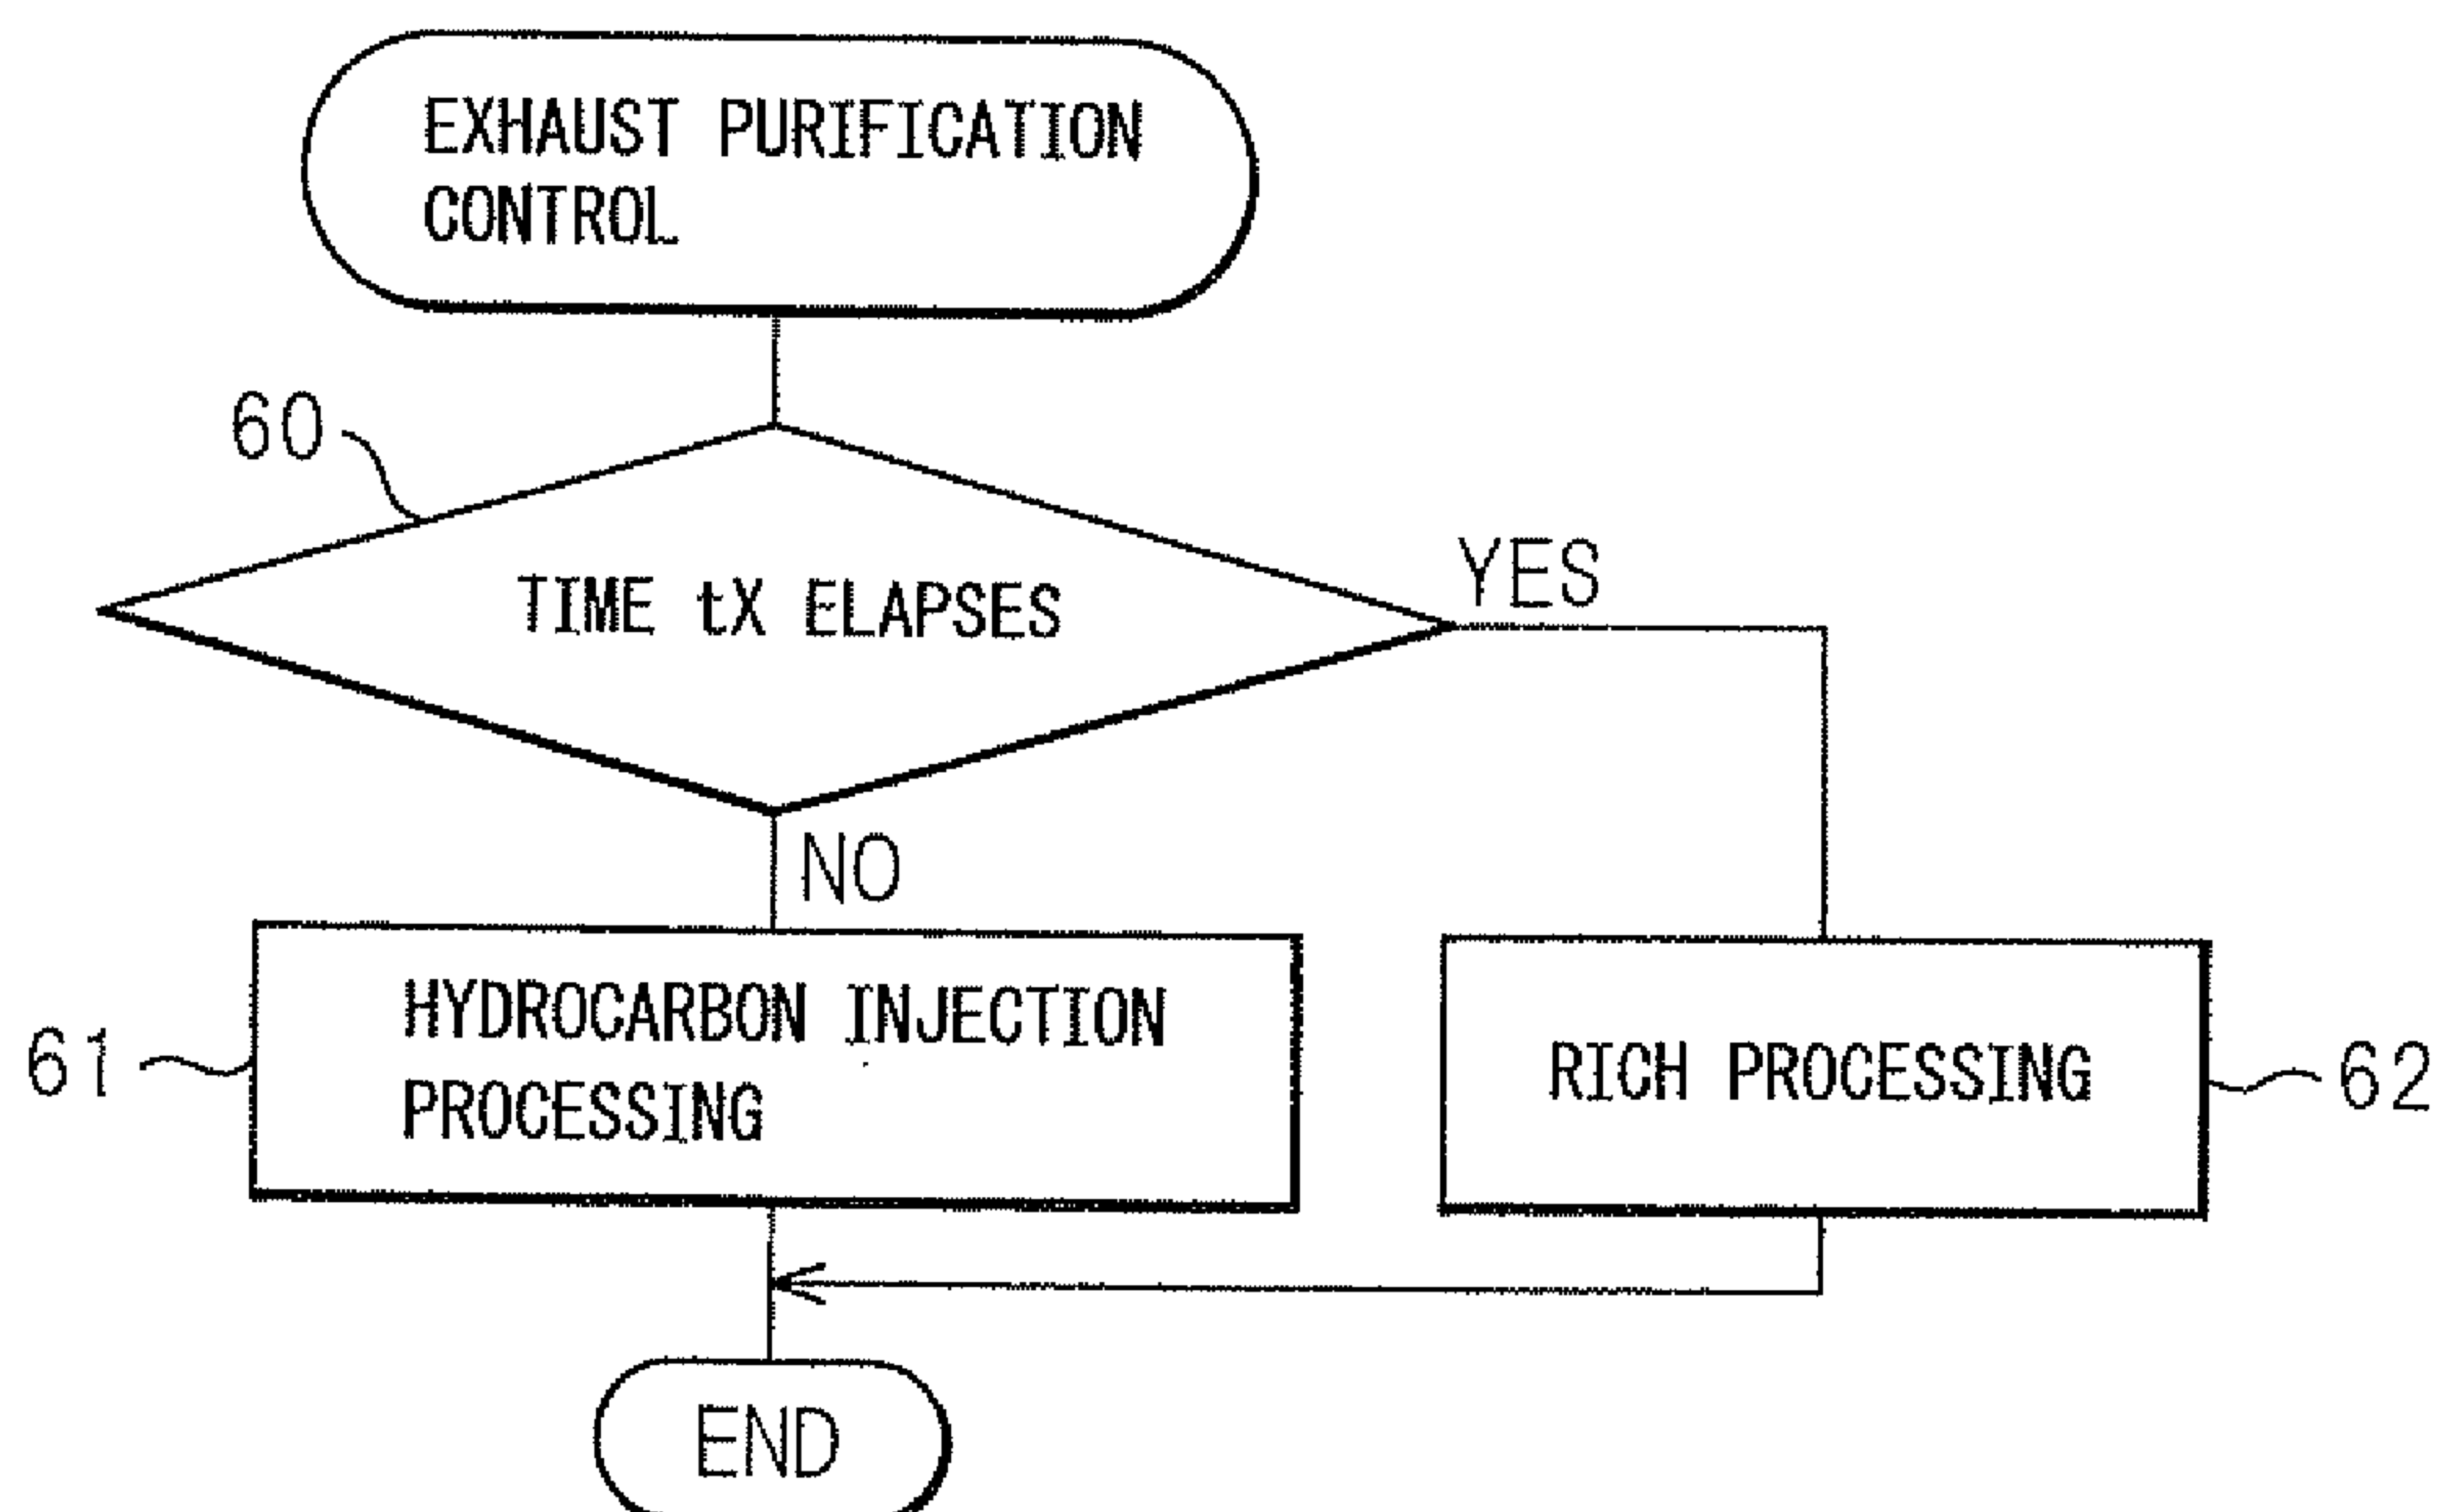 EXHAUST PURIFICATION
CONTROL
60
TIME tX ELAPSES
YES
NO
HYDROCARBON INJECTION
PROCESSING
61
RICH PROCESSING
62
END